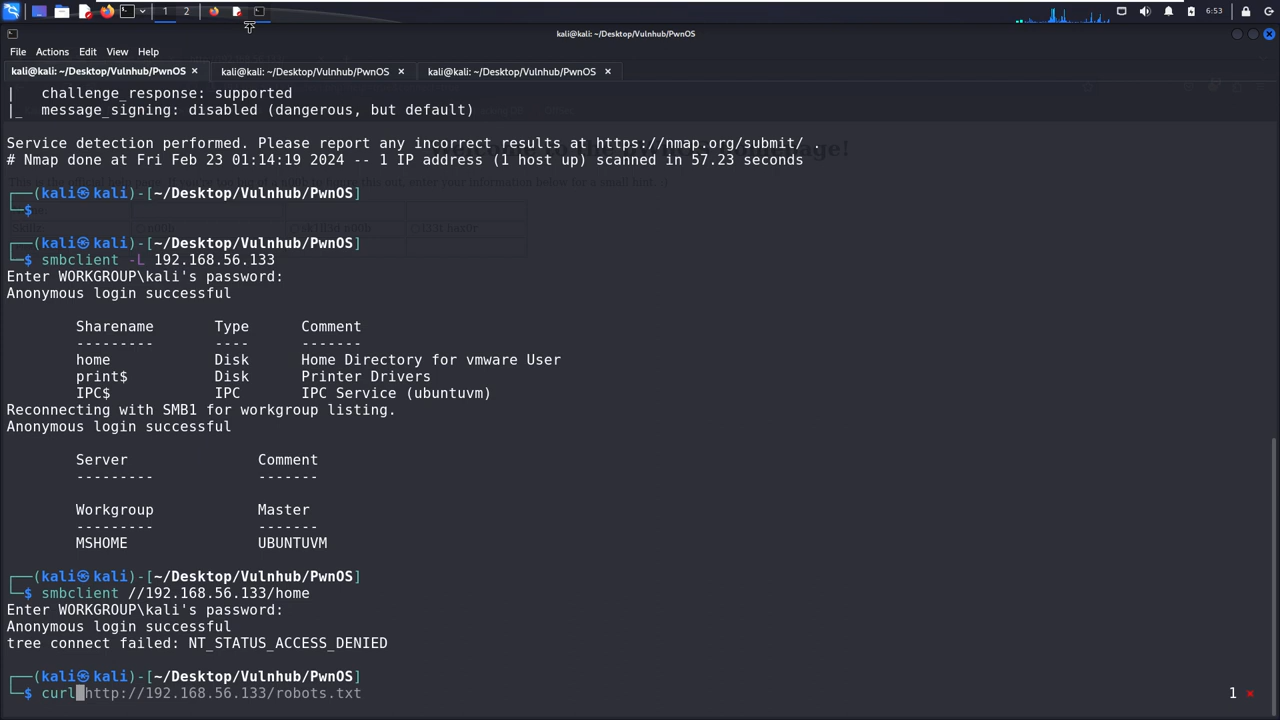 1 2 6:53
kali@kali: ~/Desktop/Vulnhub/PwnOS
File Actions Edit View Help
kali@kali: ~/Desktop/Vulnhub/PwnOS × kali@kali: ~/Desktop/Vulnhub/PwnOS × kali@kali: ~/Desktop/Vulnhub/PwnOS ×
| challenge_response: supported
|_ message_signing: disabled (dangerous, but default)
Service detection performed. Please report any incorrect results at https://nmap.org/submit/ .
# Nmap done at Fri Feb 23 01:14:19 2024 -- 1 IP address (1 host up) scanned in 57.23 seconds
┌──(kali㉿kali)-[~/Desktop/Vulnhub/PwnOS]
└─$
┌──(kali㉿kali)-[~/Desktop/Vulnhub/PwnOS]
└─$ smbclient -L 192.168.56.133
Enter WORKGROUP\kali's password:
Anonymous login successful
Sharename Type Comment
--------- ---- -------
home Disk Home Directory for vmware User
print$ Disk Printer Drivers
IPC$ IPC IPC Service (ubuntuvm)
Reconnecting with SMB1 for workgroup listing.
Anonymous login successful
Server Comment
--------- -------
Workgroup Master
--------- -------
MSHOME UBUNTUVM
┌──(kali㉿kali)-[~/Desktop/Vulnhub/PwnOS]
└─$ smbclient //192.168.56.133/home
Enter WORKGROUP\kali's password:
Anonymous login successful
tree connect failed: NT_STATUS_ACCESS_DENIED
┌──(kali㉿kali)-[~/Desktop/Vulnhub/PwnOS]
└─$ curl http://192.168.56.133/robots.txt 1 ×